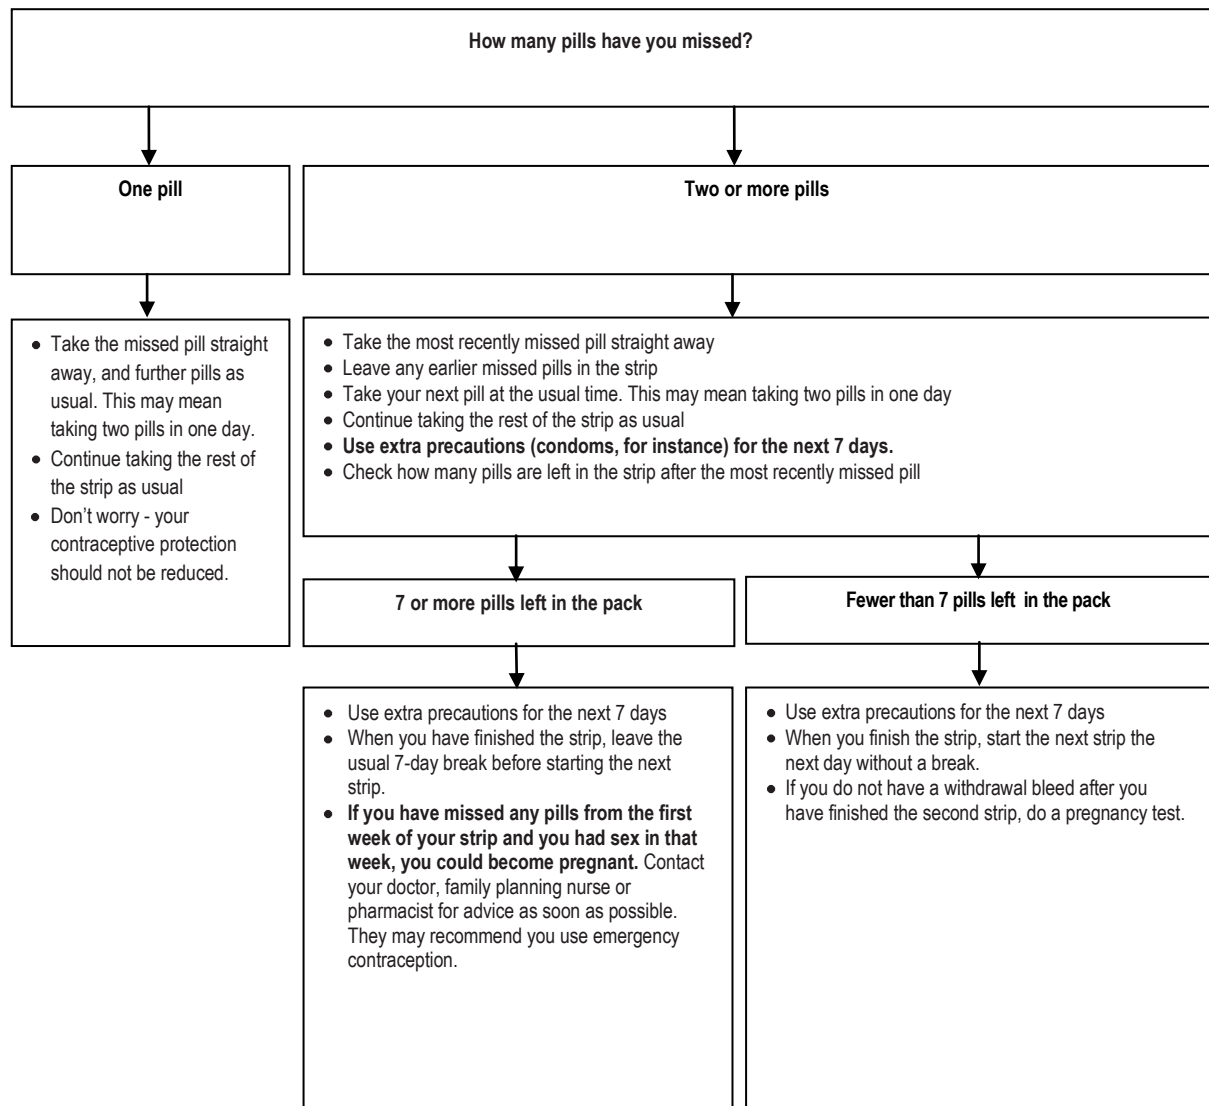 How many pills have you missed?
One pill
Two or more pills
• Take the missed pill straight
away, and further pills as
usual. This may mean
taking two pills in one day.
• Continue taking the rest of
the strip as usual
• Don’t worry - your
contraceptive protection
should not be reduced.
• Take the most recently missed pill straight away
• Leave any earlier missed pills in the strip
• Take your next pill at the usual time. This may mean taking two pills in one day
• Continue taking the rest of the strip as usual
• Use extra precautions (condoms, for instance) for the next 7 days.
• Check how many pills are left in the strip after the most recently missed pill
7 or more pills left in the pack
Fewer than 7 pills left in the pack
• Use extra precautions for the next 7 days
• When you have finished the strip, leave the
usual 7-day break before starting the next
strip.
• If you have missed any pills from the first
week of your strip and you had sex in that
week, you could become pregnant. Contact
your doctor, family planning nurse or
pharmacist for advice as soon as possible.
They may recommend you use emergency
contraception.
• Use extra precautions for the next 7 days
• When you finish the strip, start the next strip the
next day without a break.
• If you do not have a withdrawal bleed after you
have finished the second strip, do a pregnancy test.